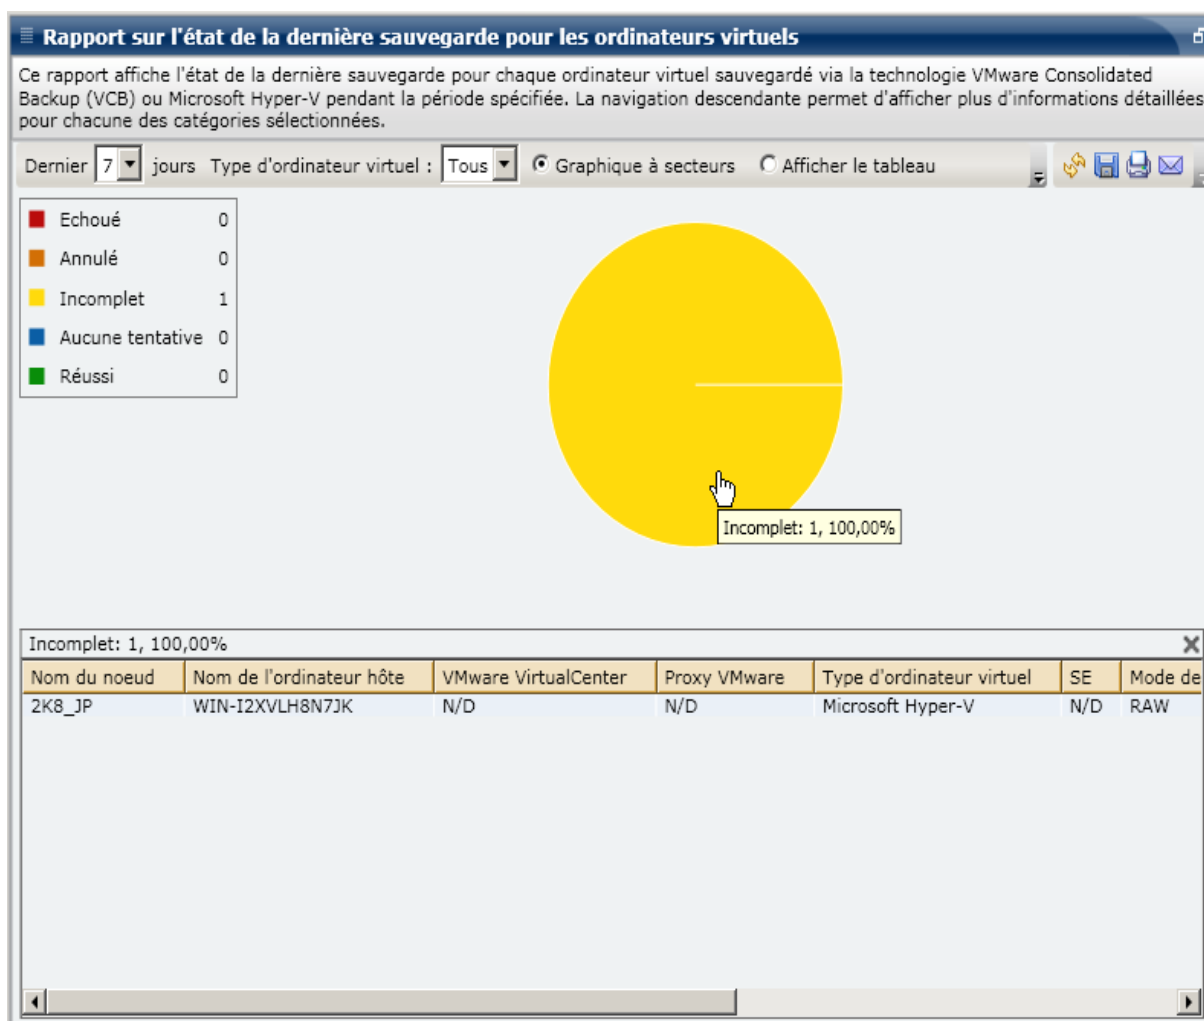 Rapport sur l'état de la dernière sauvegarde pour les ordinateurs virtuels
Ce rapport affiche l'état de la dernière sauvegarde pour chaque ordinateur virtuel sauvegardé via la technologie VMware Consolidated
Backup (VCB) ou Microsoft Hyper-V pendant la période spécifiée. La navigation descendante permet d'afficher plus d'informations détaillées
pour chacune des catégories sélectionnées.
Dernier 7 jours Type d'ordinateur virtuel : Tous Graphique à secteurs Afficher le tableau
Echoué 0
Annulé 0
Incomplet 1
Aucune tentative 0
Réussi 0
Incomplet: 1, 100,00%
Incomplet: 1, 100,00%
Nom du noeud Nom de l'ordinateur hôte VMware VirtualCenter Proxy VMware Type d'ordinateur virtuel SE Mode de
2K8_JP WIN-I2XVLH8N7JK N/D N/D Microsoft Hyper-V N/D RAW